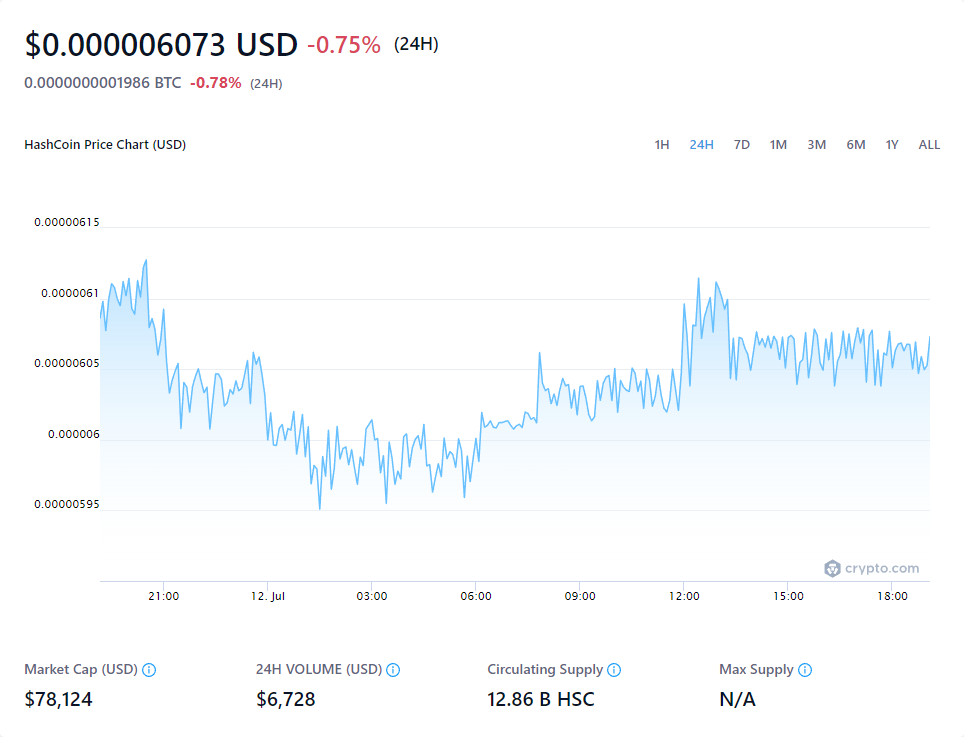 $0.000006073 USD -0.75% (24H)
0.0000000001986 BTC -0.78% (24H)
HashCoin Price Chart (USD) 1H 24H 7D 1M 3M 6M 1Y ALL
0.00000615
0.0000061
0.00000605
0.000006
0.00000595
crypto.com
21:00 12. Jul 03:00 06:00 09:00 12:00 15:00 18:00
Market Cap (USD) 24H VOLUME (USD) Circulating Supply Max Supply
$78,124 $6,728 12.86 B HSC N/A